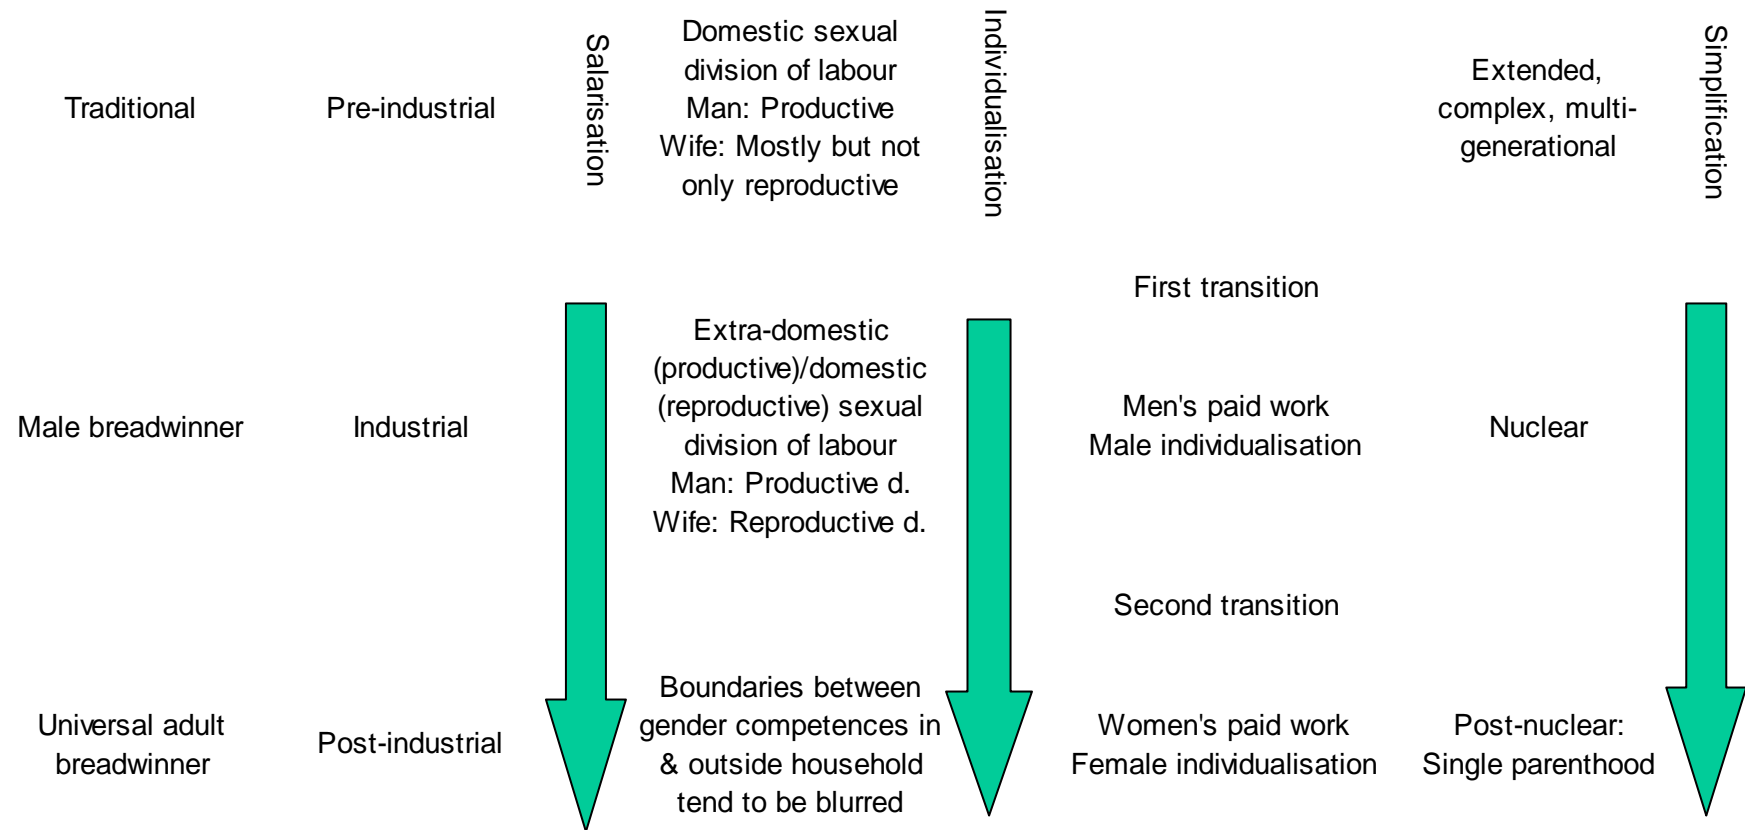 Traditional
Pre-industrial
Salarisation
Domestic sexual
division of labour
Man: Productive
Wife: Mostly but not
only reproductive
Individualisation
Extended,
complex, multi-
generational
Simplification
First transition
Male breadwinner
Industrial
Extra-domestic
(productive)/domestic
(reproductive) sexual
division of labour
Man: Productive d.
Wife: Reproductive d.
Men's paid work
Male individualisation
Nuclear
Second transition
Universal adult
breadwinner
Post-industrial
Boundaries between
gender competences in
& outside household
tend to be blurred
Women's paid work
Female individualisation
Post-nuclear:
Single parenthood